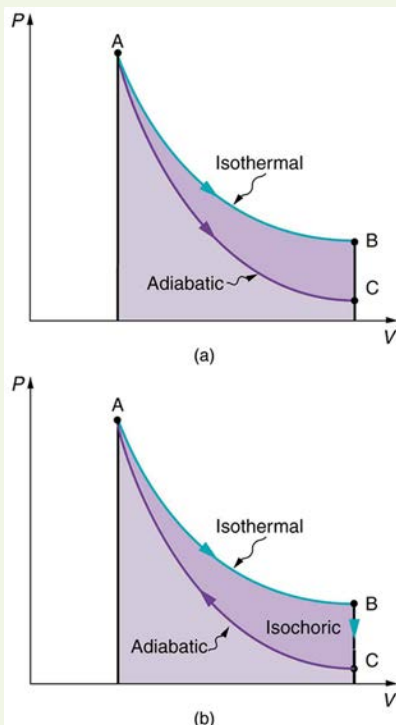 P
A
Isothermal
B
Adiabatic
C
V
(a)
P
A
Isothermal
B
Isochoric
Adiabatic
C
V
(b)